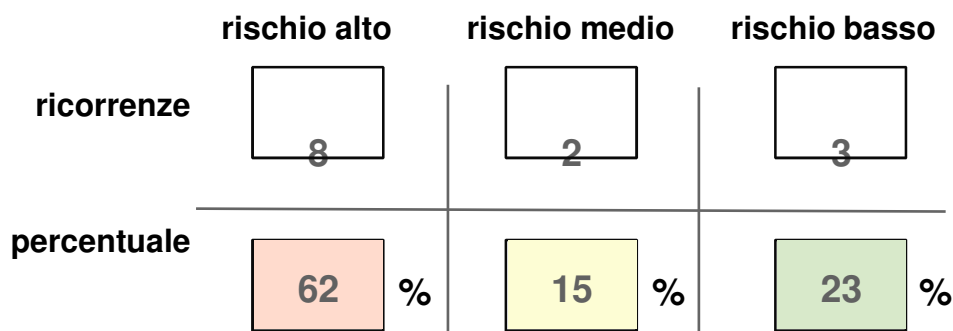 rischio alto rischio medio rischio basso
ricorrenze
8 2 3
percentuale
62 % 15 % 23 %